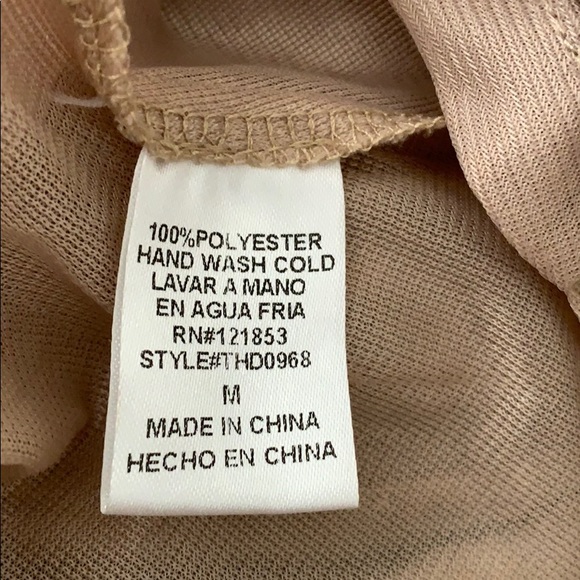 100%POLYESTER
HAND WASH COLD
LAVAR A MANO
EN AGUA FRIA
RN#121853
STYLE#THD0968
M
MADE IN CHINA
HECHO EN CHINA